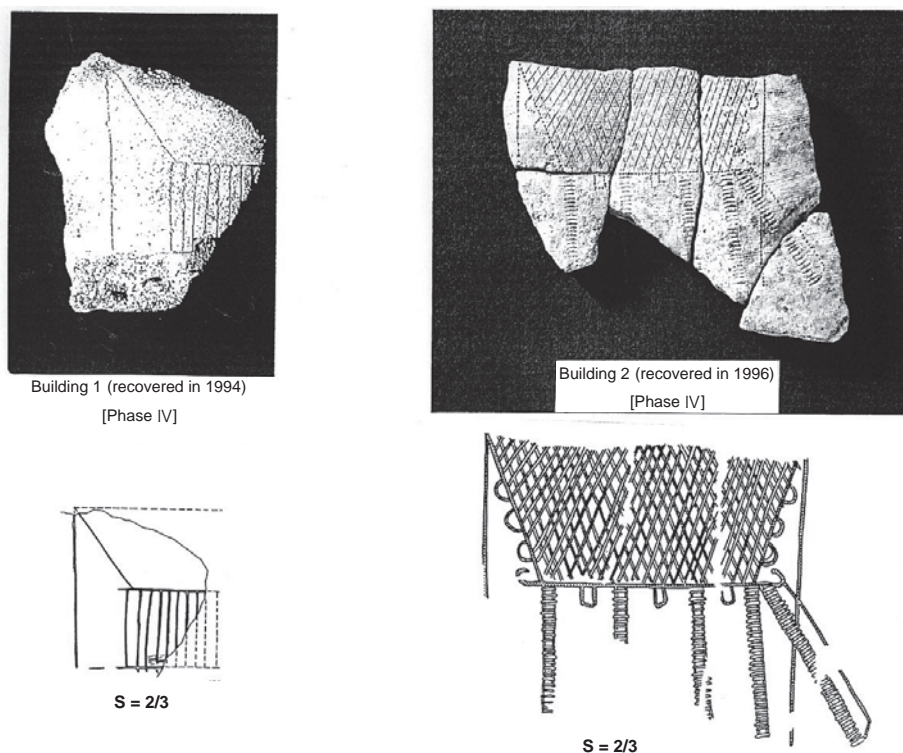 Building 1 (recovered in 1994)
[Phase IV]
Building 2 (recovered in 1996)
[Phase IV]
S = 2/3
S = 2/3